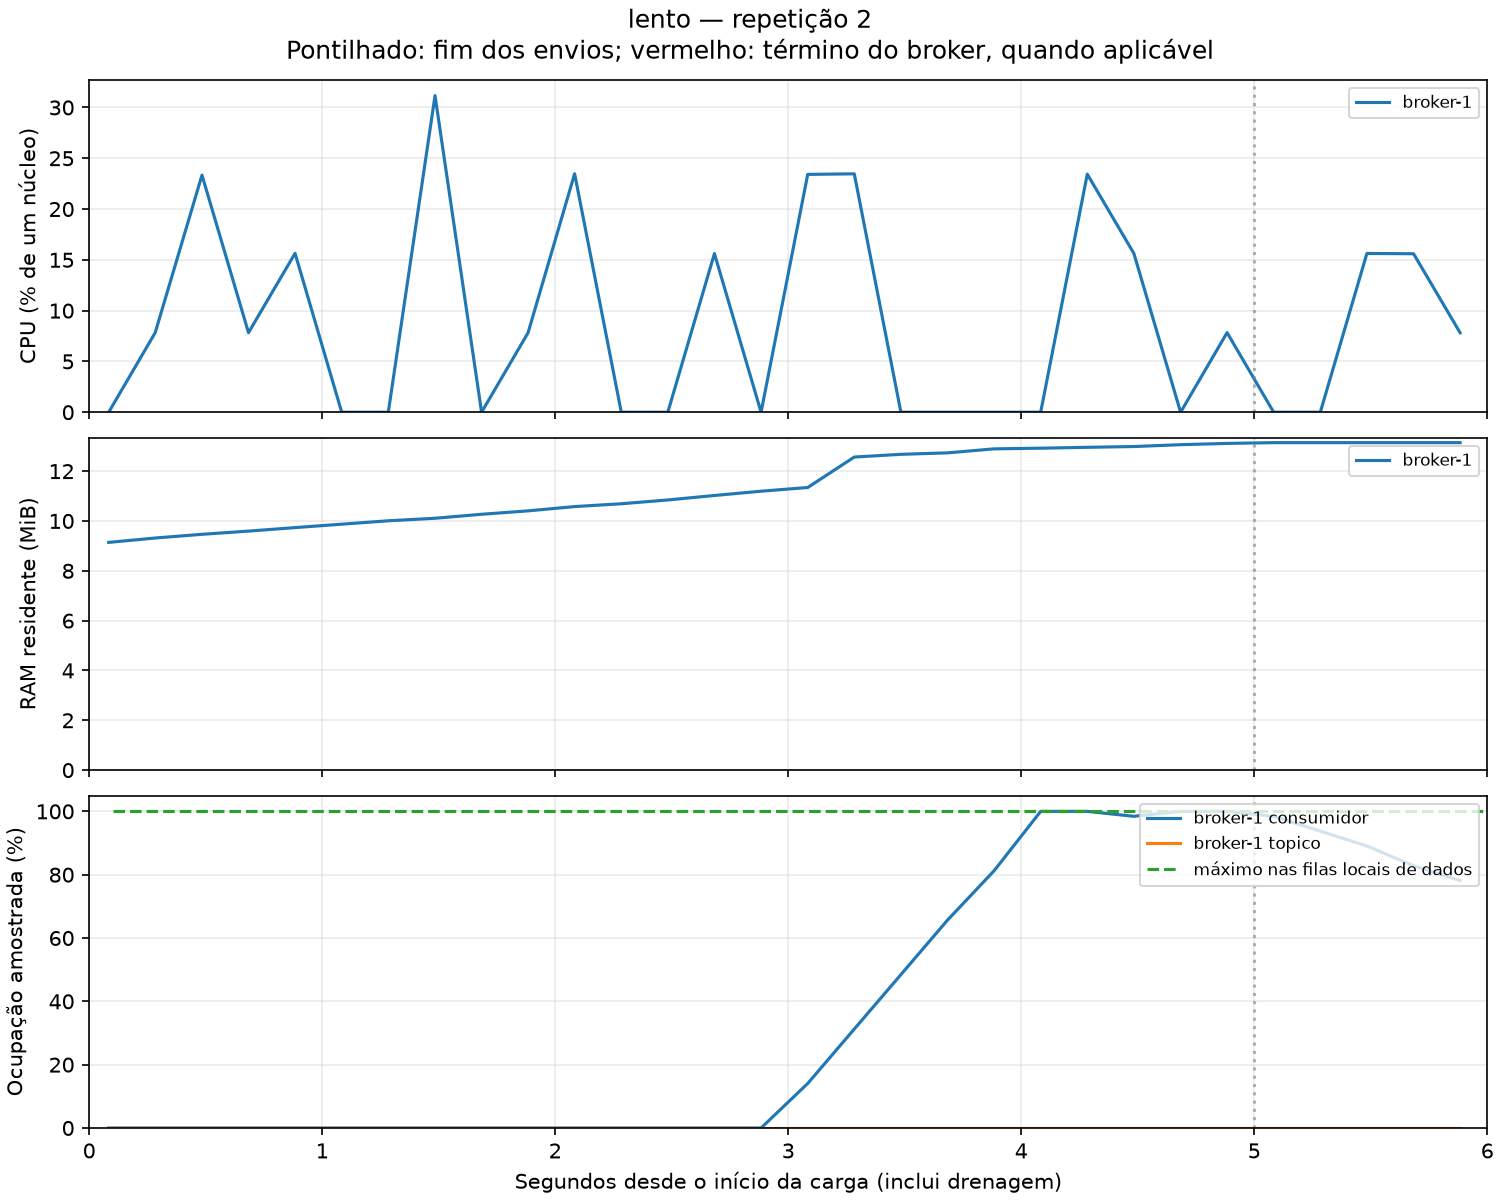 lento — repetição 2
Pontilhado: fim dos envios; vermelho: término do broker, quando aplicável
CPU (% de um núcleo)
30
25
20
15
10
5
0
broker-1
RAM residente (MiB)
12
10
8
6
4
2
0
broker-1
Ocupação amostrada (%)
100
80
60
40
20
0
broker-1 consumidor
broker-1 topico
máximo nas filas locais de dados
0 1 2 3 4 5 6
Segundos desde o início da carga (inclui drenagem)